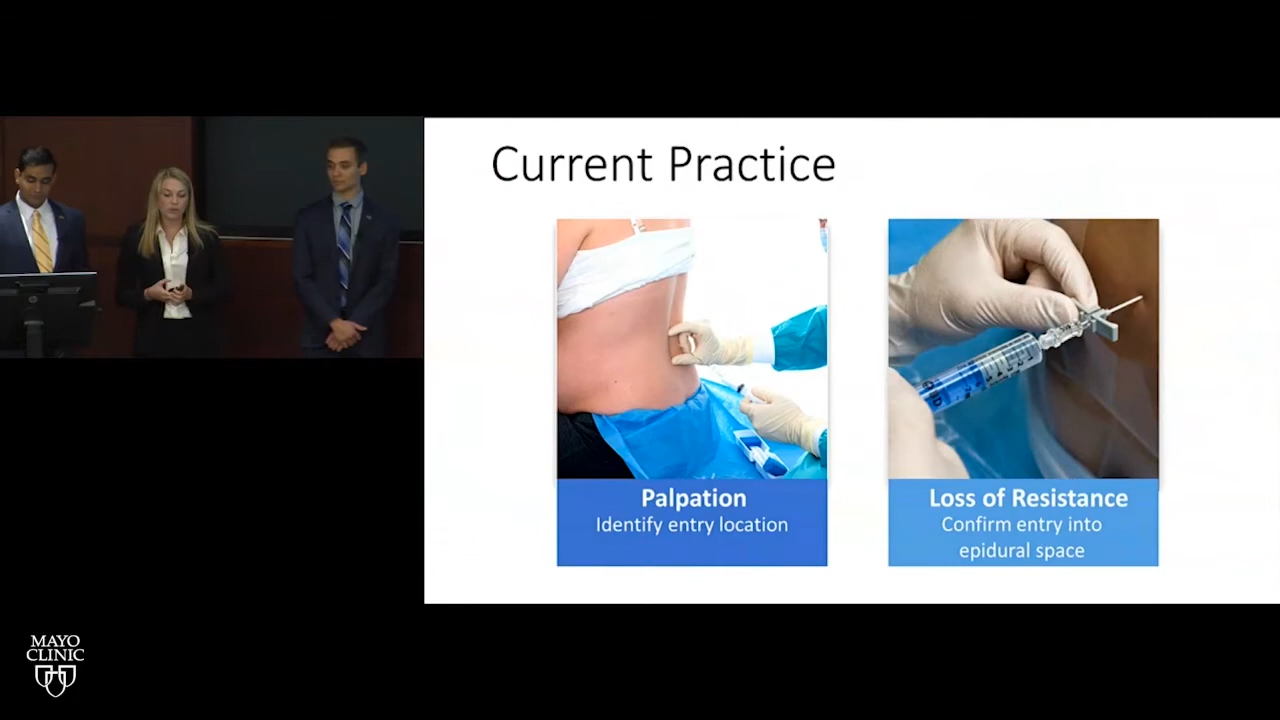 Current Practice
Palpation
Identify entry location
Loss of Resistance
Confirm entry into
epidural space
MAYO
CLINIC